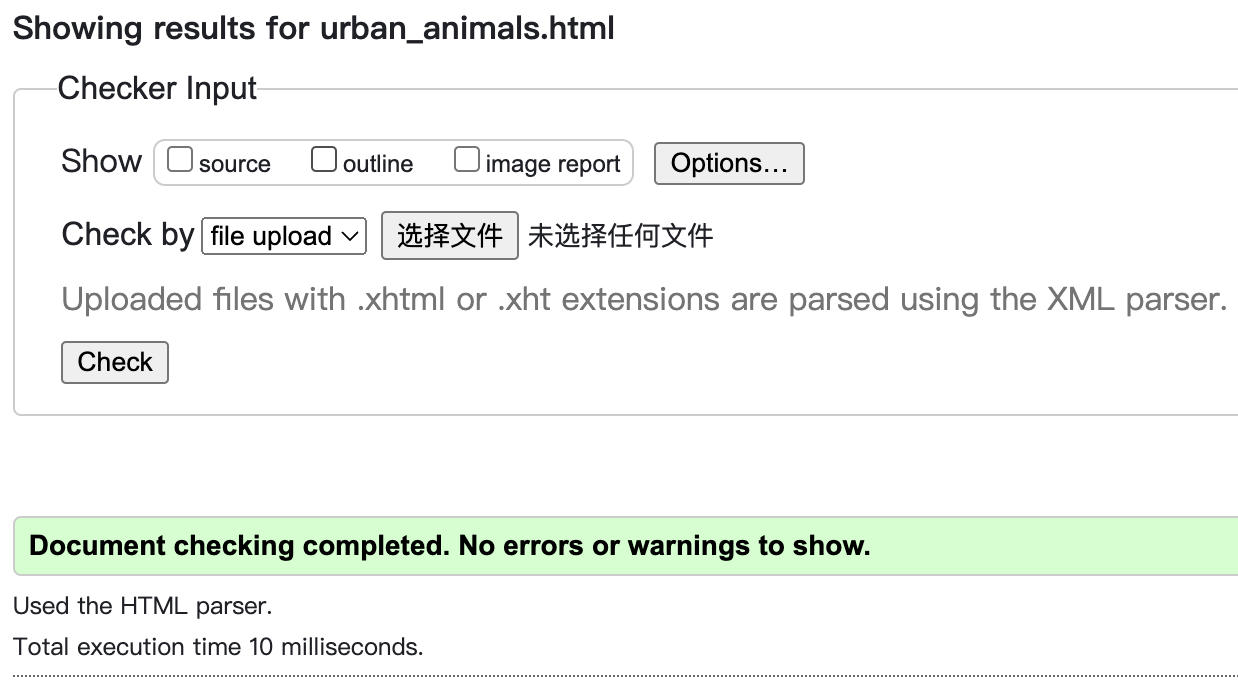 Showing results for urban_animals.html
Checker Input
Show source outline image report Options...
Check by file upload 选择文件 未选择任何文件
Uploaded files with .xhtml or .xht extensions are parsed using the XML parser.
Check
Document checking completed. No errors or warnings to show.
Used the HTML parser.
Total execution time 10 milliseconds.